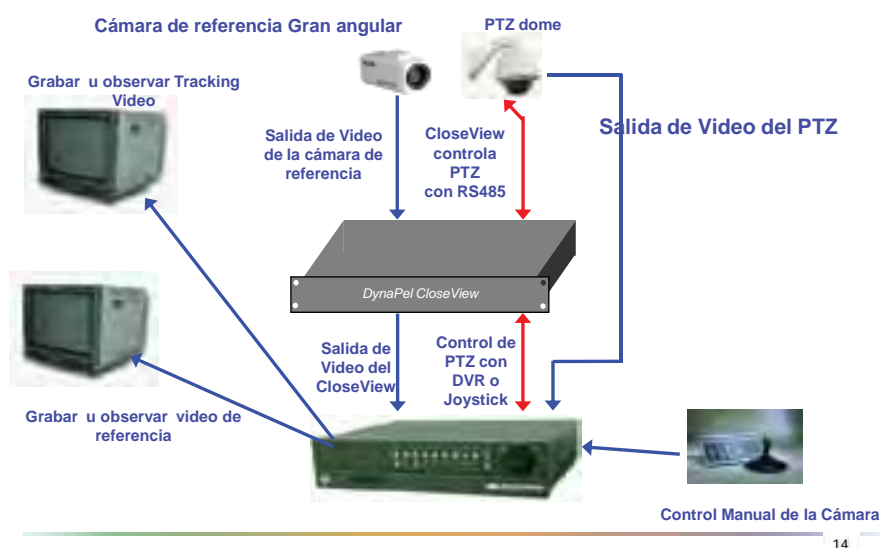 Cámara de referencia Gran angular
PTZ dome
Grabar u observar Tracking
Video
Salida de Video
de la cámara de
referencia
CloseView
controla
PTZ
con RS485
Salida de Video del PTZ
DynaPel CloseView
Salida de
Video del
CloseView
Control de
PTZ con
DVR o
Joystick
Grabar u observar video de
referencia
Control Manual de la Cámara
14